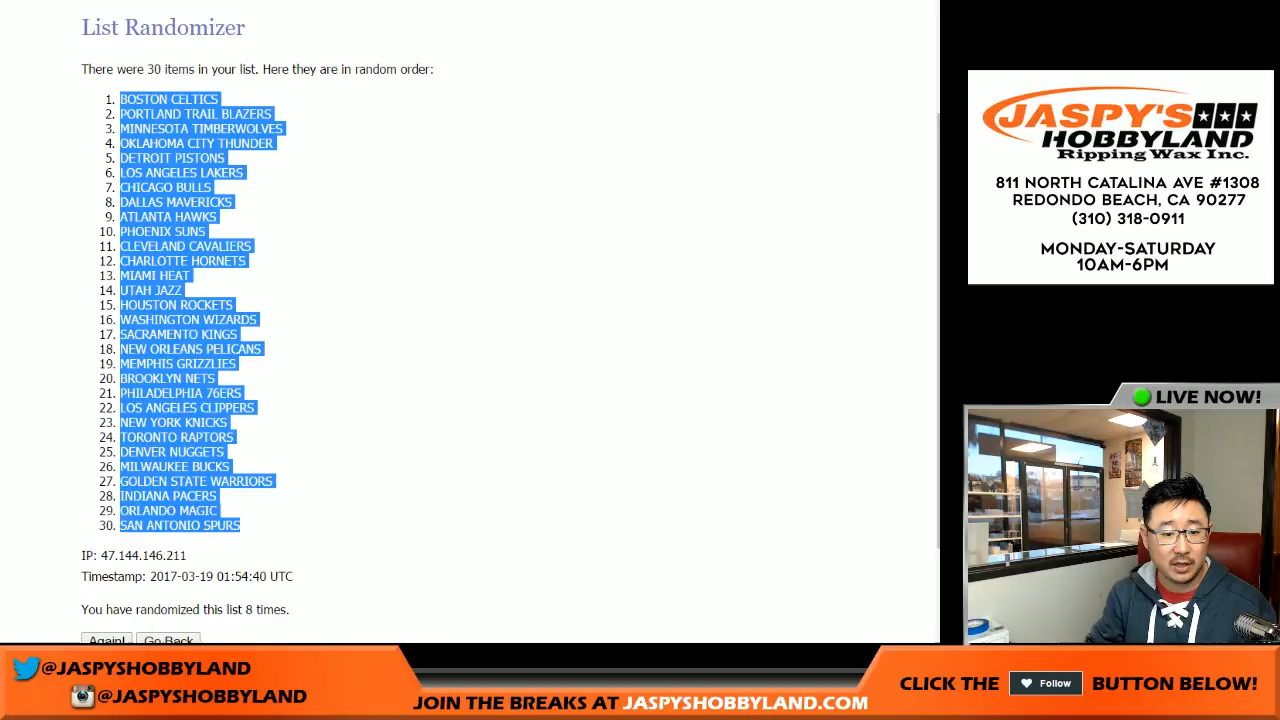 List Randomizer
There were 30 items in your list. Here they are in random order:
1. BOSTON CELTICS
2. PORTLAND TRAIL BLAZERS
3. MINNESOTA TIMBERWOLVES
4. OKLAHOMA CITY THUNDER
5. DETROIT PISTONS
6. LOS ANGELES LAKERS
7. CHICAGO BULLS
8. DALLAS MAVERICKS
9. ATLANTA HAWKS
10. PHOENIX SUNS
11. CLEVELAND CAVALIERS
12. CHARLOTTE HORNETS
13. MIAMI HEAT
14. UTAH JAZZ
15. HOUSTON ROCKETS
16. WASHINGTON WIZARDS
17. SACRAMENTO KINGS
18. NEW ORLEANS PELICANS
19. MEMPHIS GRIZZLIES
20. BROOKLYN NETS
21. PHILADELPHIA 76ERS
22. LOS ANGELES CLIPPERS
23. NEW YORK KNICKS
24. TORONTO RAPTORS
25. DENVER NUGGETS
26. MILWAUKEE BUCKS
27. GOLDEN STATE WARRIORS
28. INDIANA PACERS
29. ORLANDO MAGIC
30. SAN ANTONIO SPURS
IP: 47.144.146.211
Timestamp: 2017-03-19 01:54:40 UTC
You have randomized this list 8 times.
Again! Go Back
JASPY'S
HOBBYLAND
Ripping Wax Inc.
811 NORTH CATALINA AVE #1308
REDONDO BEACH, CA 90277
(310) 318-0911
MONDAY-SATURDAY
10AM-6PM
LIVE NOW!
@JASPYSHOBBYLAND
@JASPYSHOBBYLAND
JOIN THE BREAKS AT JASPYSHOBBYLAND.COM
CLICK THE Follow BUTTON BELOW!